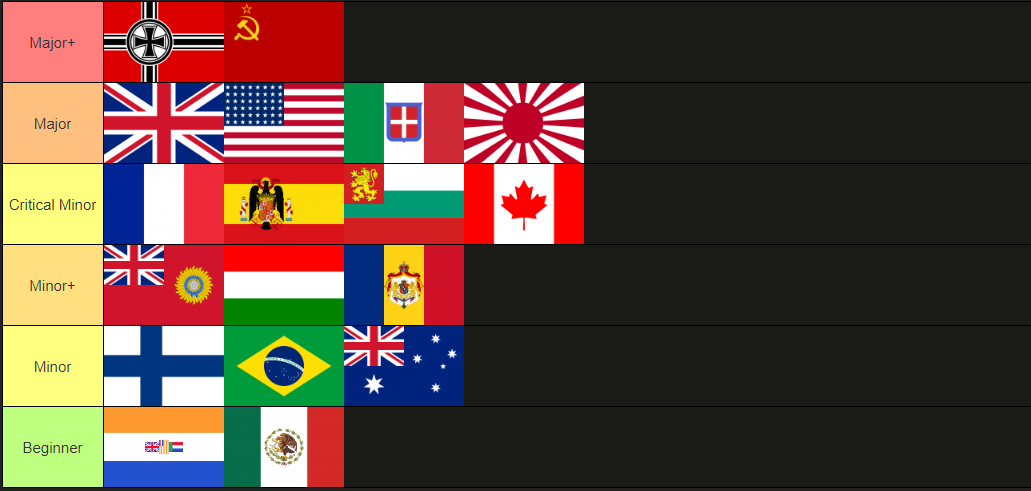 Major+
Major
Critical Minor
Minor+
Minor
Beginner